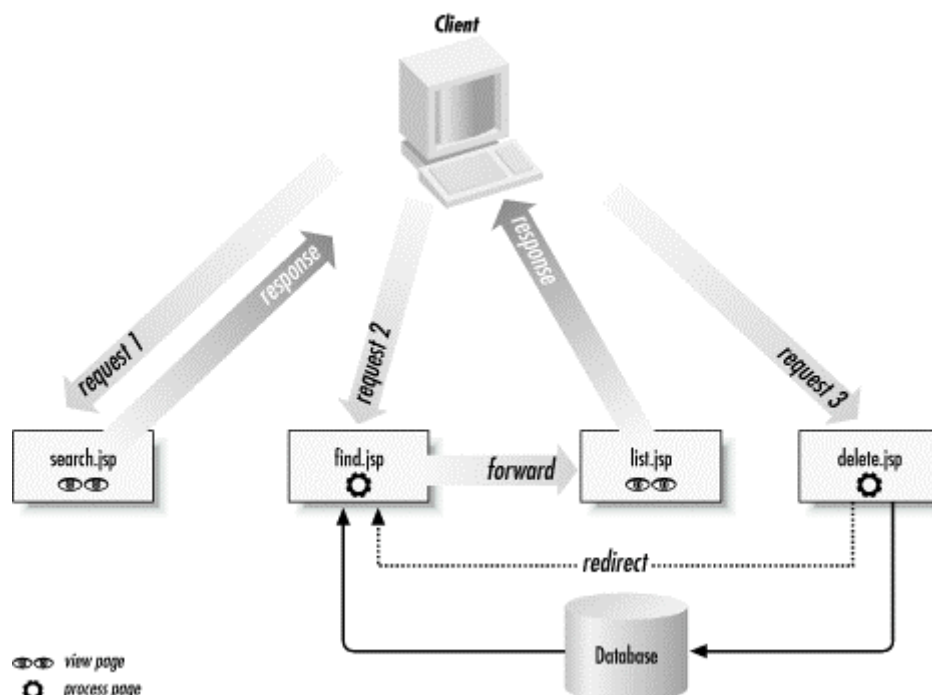 Client
request 1
response
request 2
response
request 3
search.jsp
find.jsp
forward
list.jsp
delete.jsp
redirect
Database
view page
process page